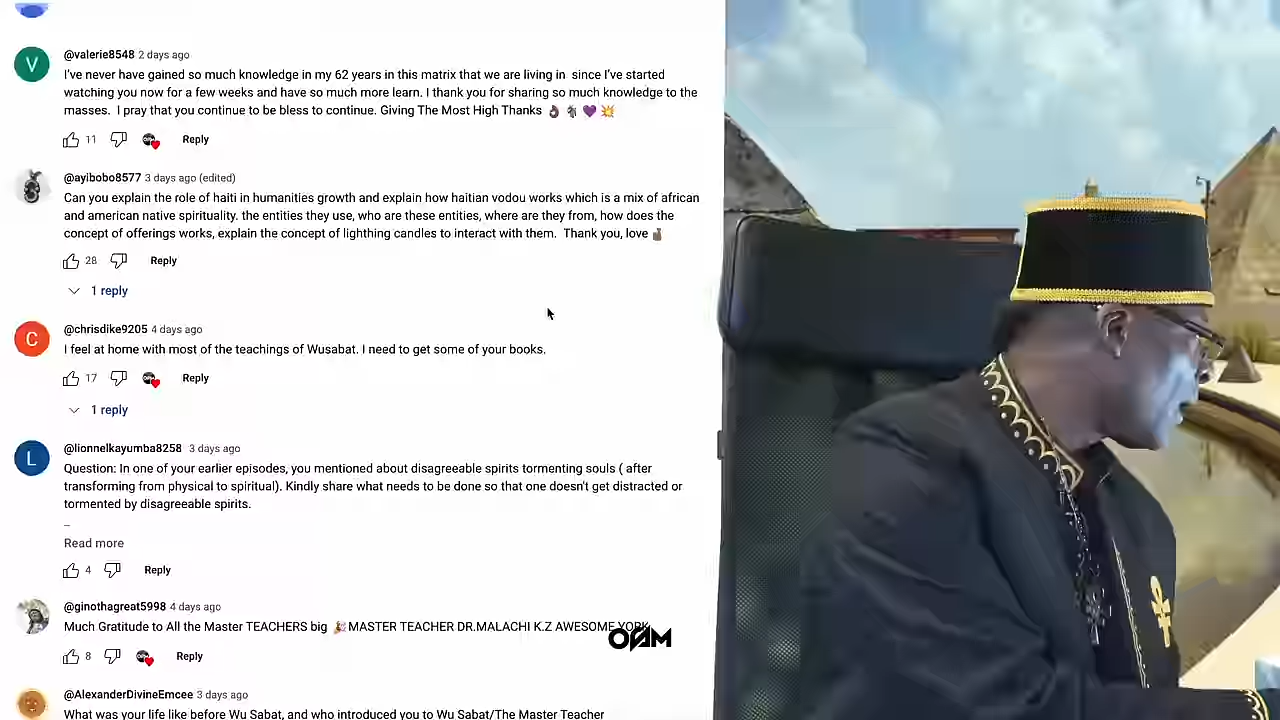 @valerie8548 2 days ago
I've never have gained so much knowledge in my 62 years in this matrix that we are living in since I've started
watching you now for a few weeks and have so much more learn. I thank you for sharing so much knowledge to the
masses. I pray that you continue to be bless to continue. Giving The Most High Thanks 👌🏿 🐐 💜 💥
11 Reply
@ayibobo8577 3 days ago (edited)
Can you explain the role of haiti in humanities growth and explain how haitian vodou works which is a mix of african
and american native spirituality. the entities they use, who are these entities, where are they from, how does the
concept of offerings works, explain the concept of lighthing candles to interact with them. Thank you, love
28 Reply
1 reply
@chrisdike9205 4 days ago
I feel at home with most of the teachings of Wusabat. I need to get some of your books.
17 Reply
1 reply
@lionnelkayumba8258 3 days ago
Question: In one of your earlier episodes, you mentioned about disagreeable spirits tormenting souls ( after
transforming from physical to spiritual). Kindly share what needs to be done so that one doesn't get distracted or
tormented by disagreeable spirits.
_
Read more
4 Reply
@ginothagreat5998 4 days ago
Much Gratitude to All the Master TEACHERS big 🎉MASTER TEACHER DR.MALACHI K.Z AWESOME YORK
8 Reply
@AlexanderDivineEmcee 3 days ago
What was your life like before Wu Sabat, and who introduced you to Wu Sabat/The Master Teacher
V
C
L